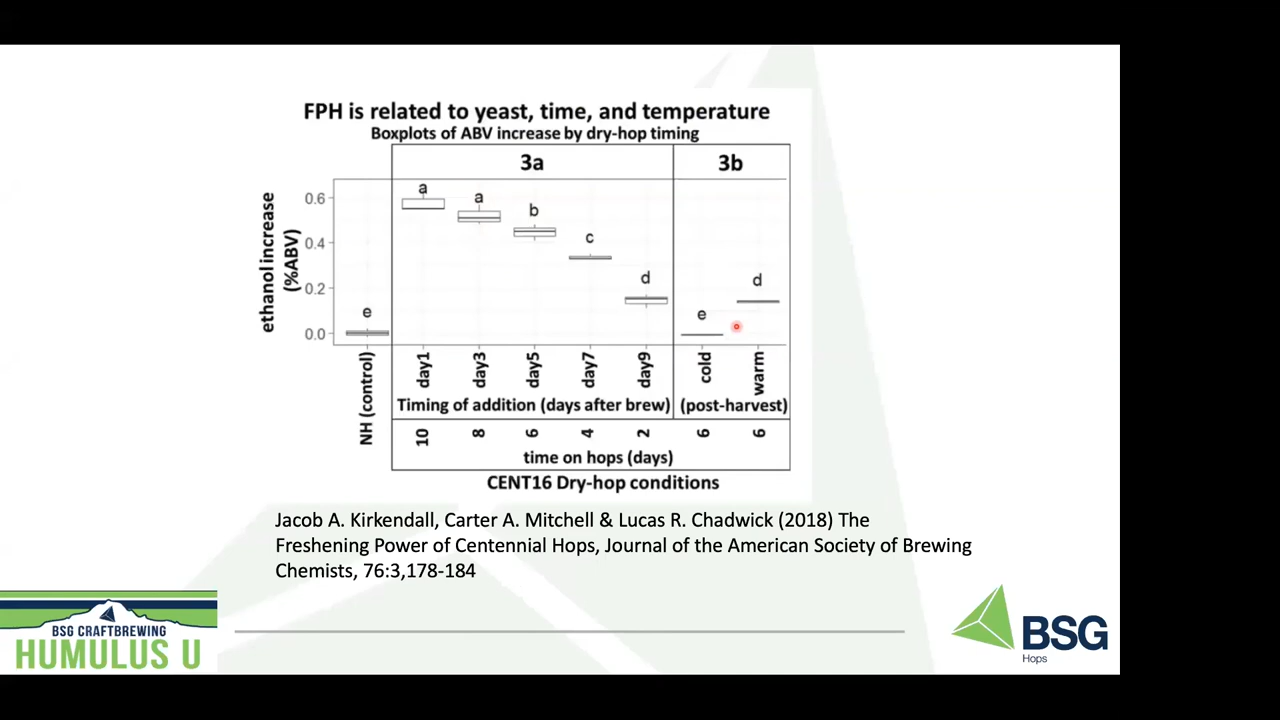 FPH is related to yeast, time, and temperature
Boxplots of ABV increase by dry-hop timing
3a 3b
ethanol increase
(%ABV)
0.6
0.4
0.2
0.0
e a a b c d e d
NH (control) day1 day3 day5 day7 day9 cold warm
Timing of addition (days after brew) (post-harvest)
10 8 6 4 2 6 6
time on hops (days)
CENT16 Dry-hop conditions
Jacob A. Kirkendall, Carter A. Mitchell & Lucas R. Chadwick (2018) The
Freshening Power of Centennial Hops, Journal of the American Society of Brewing
Chemists, 76:3,178-184
BSG CRAFTBREWING
HUMULUS U
BSG
Hops